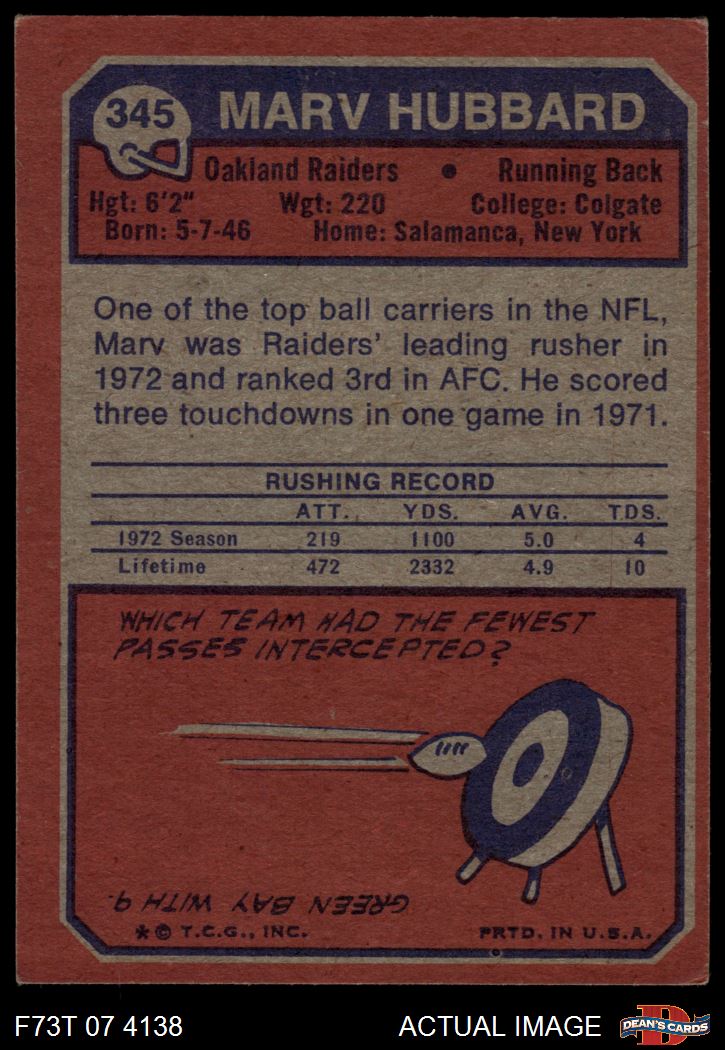 345 MARV HUBBARD
Oakland Raiders • Running Back
Hgt: 6'2" Wgt: 220 College: Colgate
Born: 5-7-46 Home: Salamanca, New York
One of the top ball carriers in the NFL,
Marv was Raiders' leading rusher in
1972 and ranked 3rd in AFC. He scored
three touchdowns in one game in 1971.
RUSHING RECORD
ATT. YDS. AVG. TDS.
1972 Season 219 1100 5.0 4
Lifetime 472 2332 4.9 10
WHICH TEAM HAD THE FEWEST
PASSES INTERCEPTED?
GREEN BAY WITH 9.
* © T.C.G., INC. PRTD. IN U.S.A.
F73T 07 4138 ACTUAL IMAGE D DEAN'S CARDS